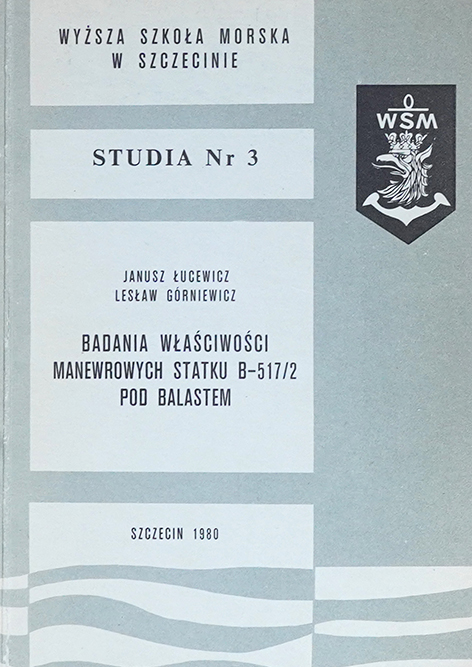 WYŻSZA SZKOŁA MORSKA
W SZCZECINIE
WSM
STUDIA Nr 3
JANUSZ ŁUCEWICZ
LESŁAW GÓRNIEWICZ
BADANIA WŁAŚCIWOŚCI
MANEWROWYCH STATKU B-517/2
POD BALASTEM
SZCZECIN 1980